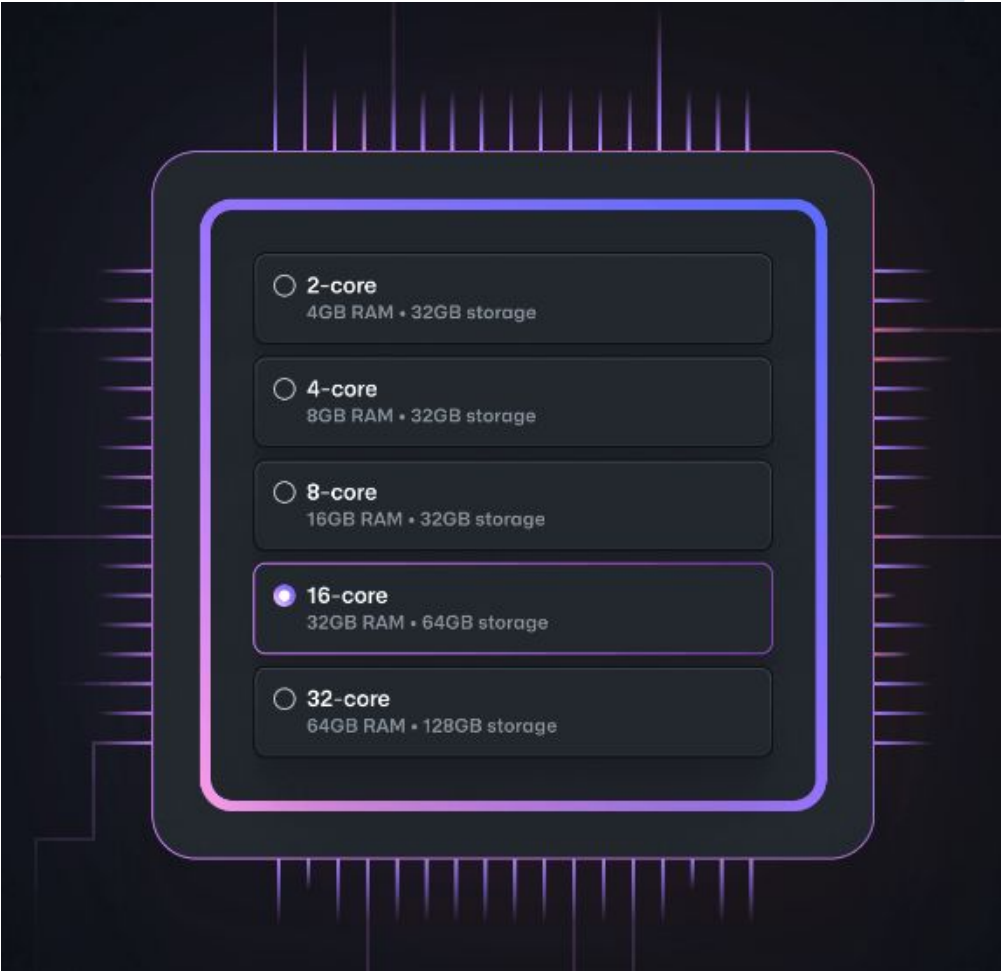 2-core
4GB RAM • 32GB storage
4-core
8GB RAM • 32GB storage
8-core
16GB RAM • 32GB storage
16-core
32GB RAM • 64GB storage
32-core
64GB RAM • 128GB storage